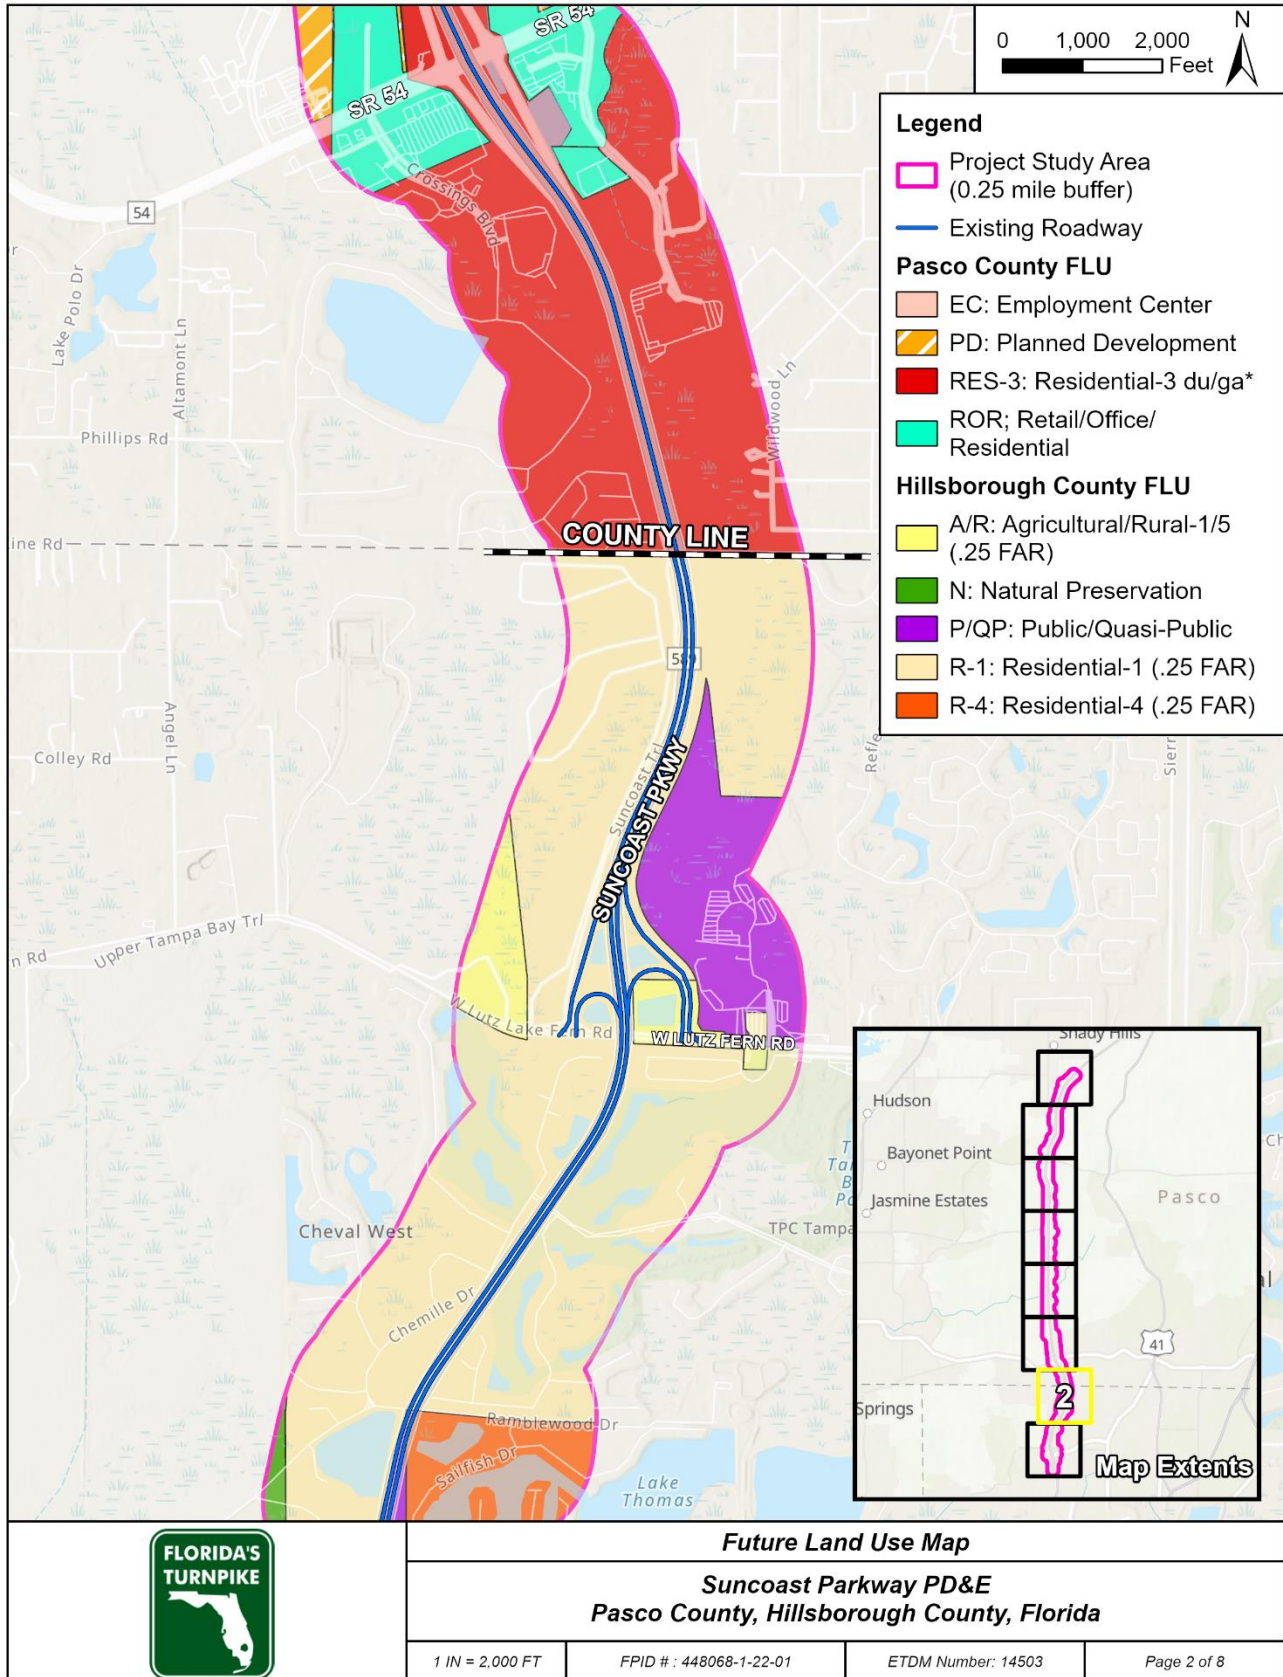 SR 54
SR 54
0 1,000 2,000
Feet
N
Legend
Project Study Area
(0.25 mile buffer)
Existing Roadway
Pasco County FLU
EC: Employment Center
PD: Planned Development
RES-3: Residential-3 du/ga*
ROR; Retail/Office/
Residential
Hillsborough County FLU
A/R: Agricultural/Rural-1/5
(.25 FAR)
N: Natural Preservation
P/QP: Public/Quasi-Public
R-1: Residential-1 (.25 FAR)
R-4: Residential-4 (.25 FAR)
54
Crossings Blvd
Lake Polo Dr
Altamont Ln
Phillips Rd
Wildwood Ln
COUNTY LINE
ine Rd
589
Colley Rd
Angel Ln
Suncoast Trl
SUNCOAST PKWY
Refle
Sierr
Upper Tampa Bay Trl
n Rd
W Lutz Lake Fern Rd
W LUTZ FERN RD
Cheval West
TPC Tampa
Chemille Dr
Ramblewood Dr
Sailfish Dr
Lake
Thomas
Shady Hills
Hudson
Bayonet Point
Jasmine Estates
Pasco
41
Springs
2
Map Extents
FLORIDA'S
TURNPIKE
Future Land Use Map
Suncoast Parkway PD&E
Pasco County, Hillsborough County, Florida
1 IN = 2,000 FT
FPID # : 448068-1-22-01
ETDM Number: 14503
Page 2 of 8